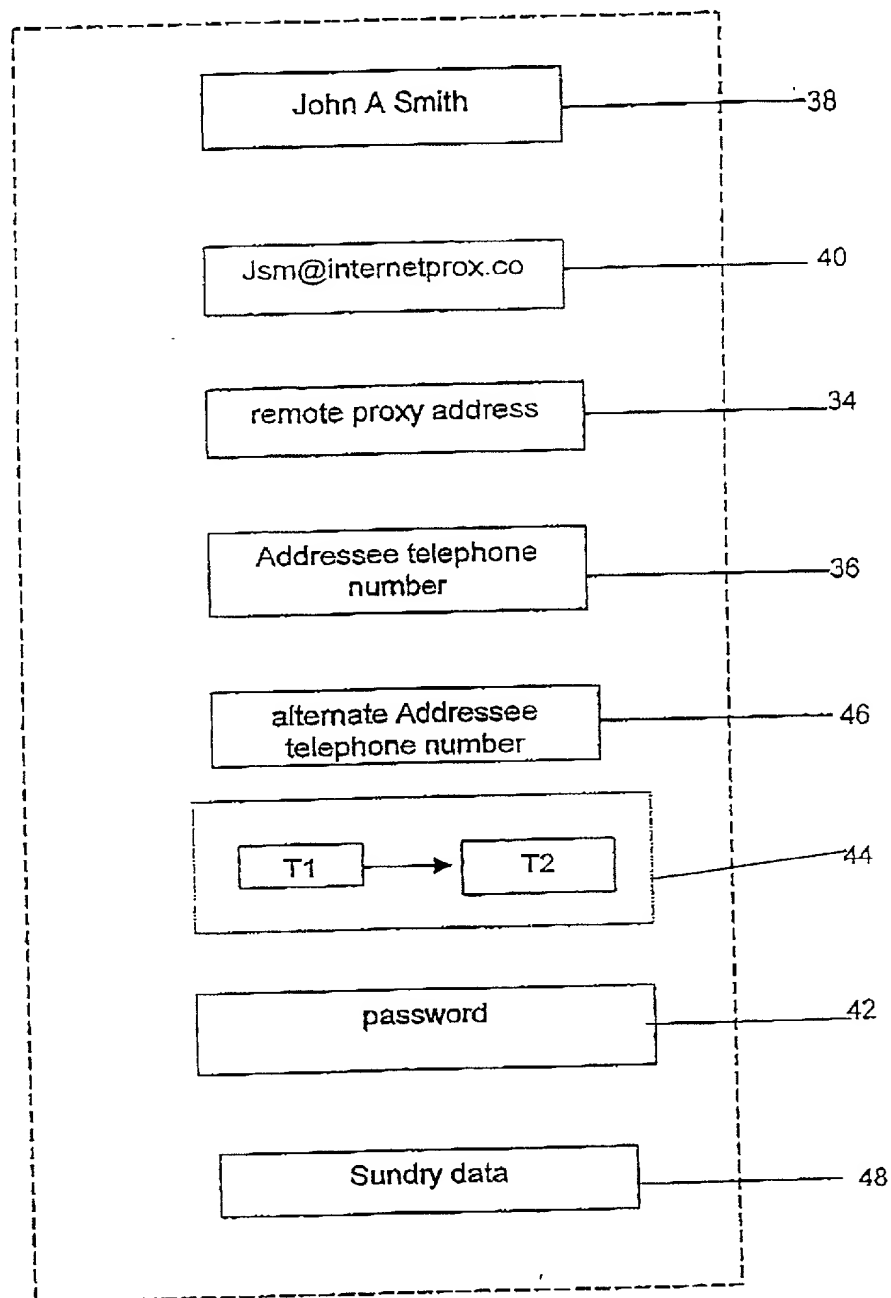 John A Smith
38
Jsm@internetprox.co
40
remote proxy address
34
Addressee telephone
number
36
alternate Addressee
telephone number
46
T1
T2
44
password
42
Sundry data
48